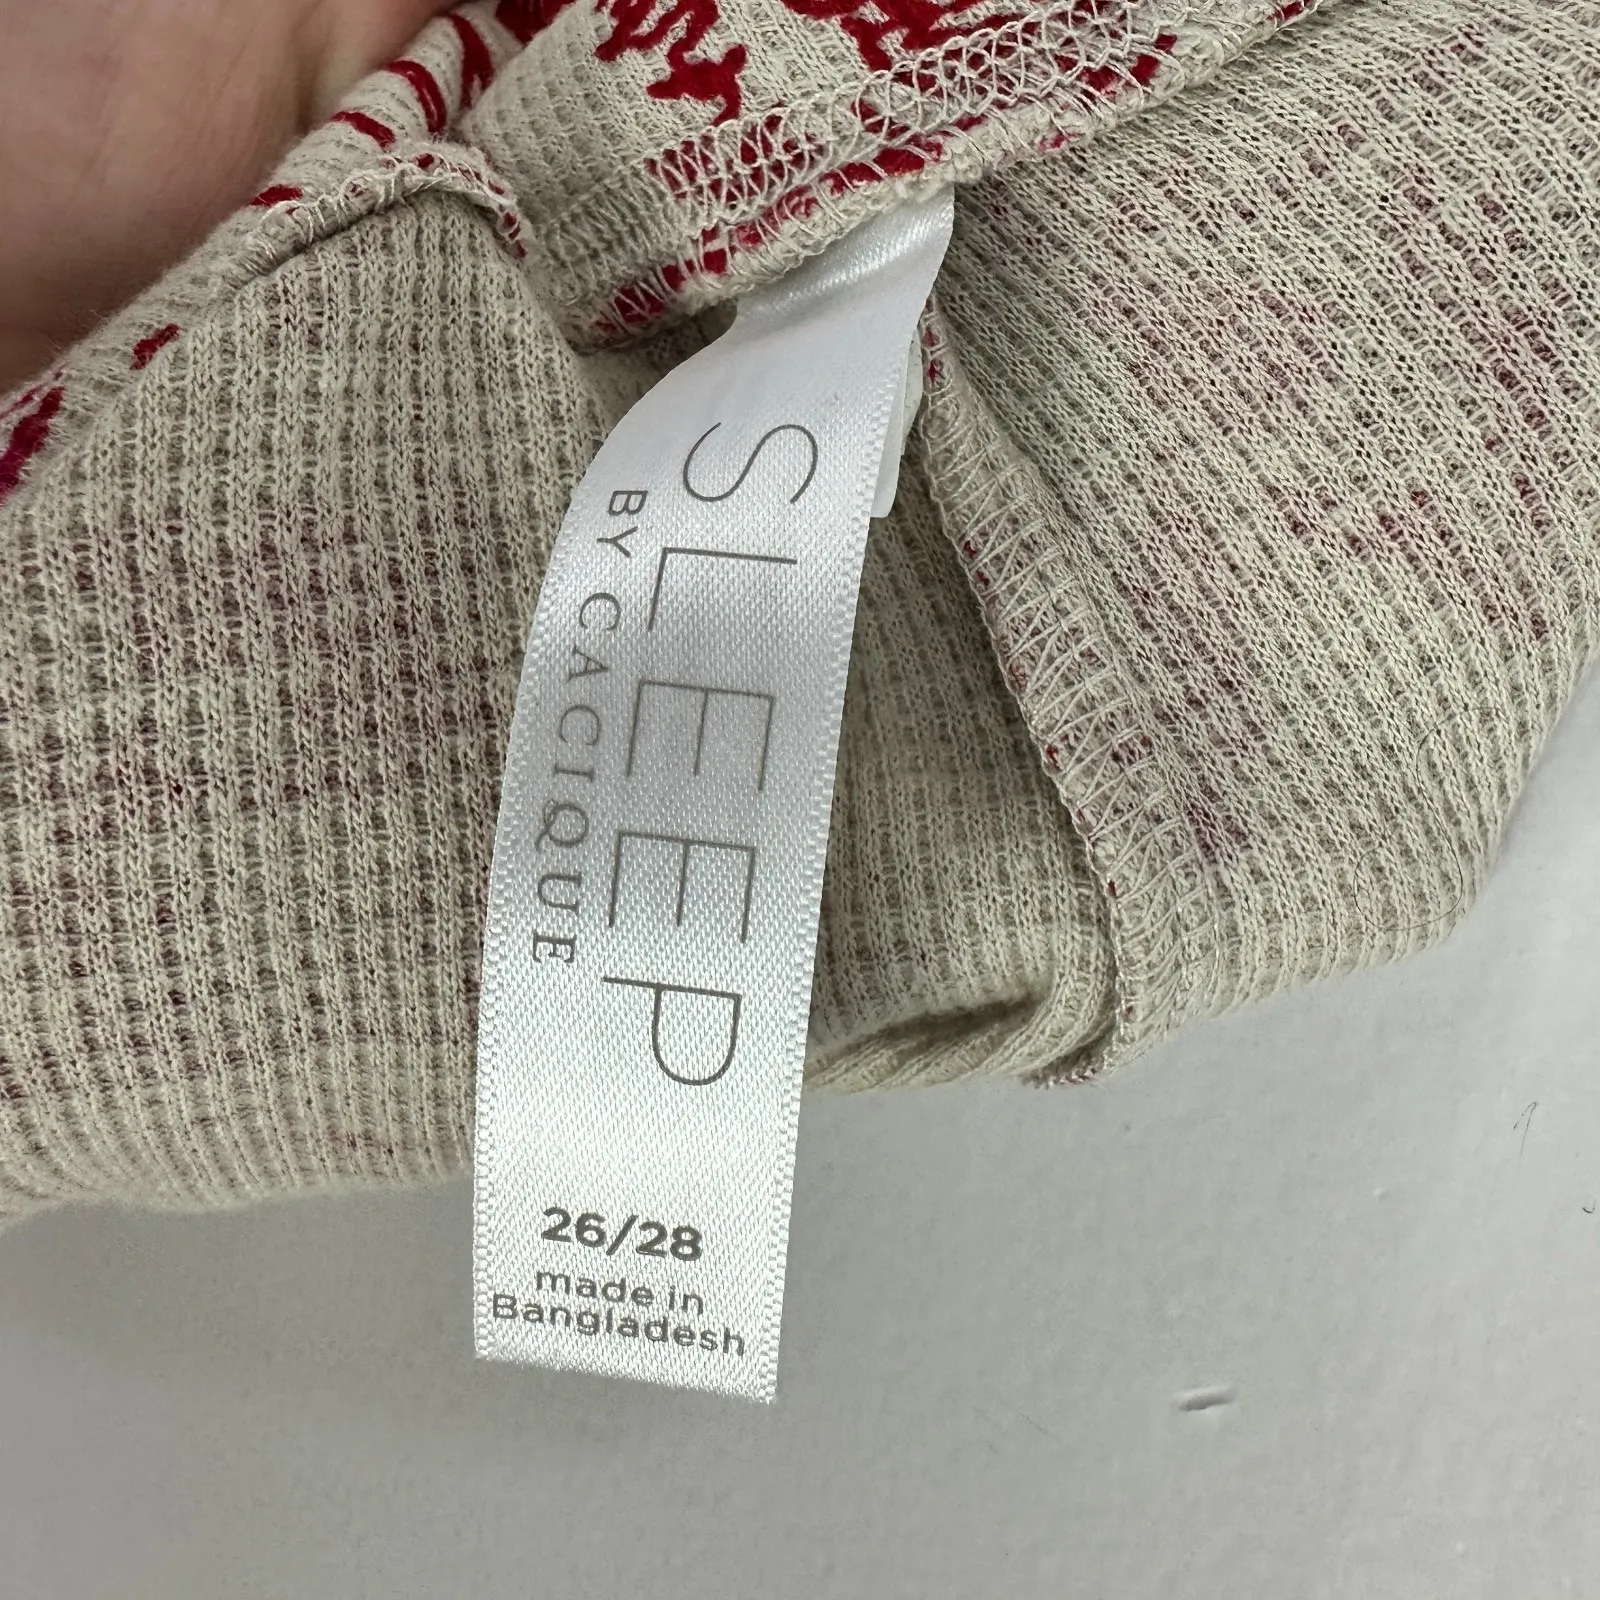 SLEEP
BY CACIQUE
26/28
made in
Bangladesh